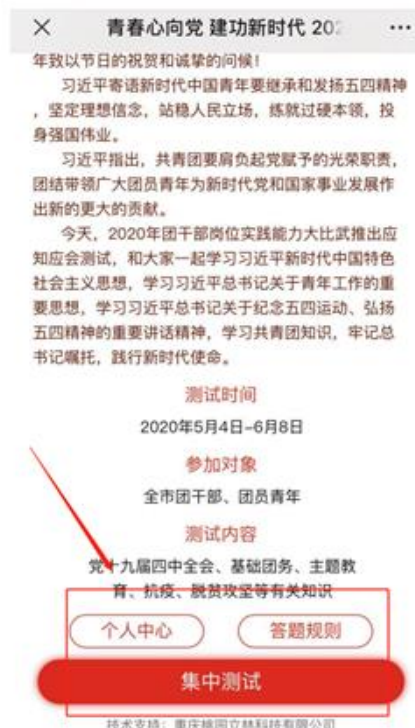 青春心向党 建功新时代 202
年致以节日的祝贺和诚挚的问候！
习近平寄语新时代中国青年要继承和发扬五四精神
，坚定理想信念，站稳人民立场，练就过硬本领，投
身强国伟业。
习近平指出，共青团要肩负起党赋予的光荣职责，
团结带领广大团员青年为新时代党和国家事业发展作
出新的更大的贡献。
今天，2020年团干部岗位实践能力大比武推出应
知应会测试，和大家一起学习习近平新时代中国特色
社会主义思想，学习习近平总书记关于青年工作的重
要思想，学习习近平总书记关于纪念五四运动、弘扬
五四精神的重要讲话精神，学习共青团知识，牢记总
书记嘱托，践行新时代使命。
测试时间
2020年5月4日-6月8日
参加对象
全市团干部、团员青年
测试内容
党十九届四中全会、基础团务、主题教
育、抗疫、脱贫攻坚等有关知识
个人中心
答题规则
集中测试
技术支持：重庆桃园立林科技有限公司